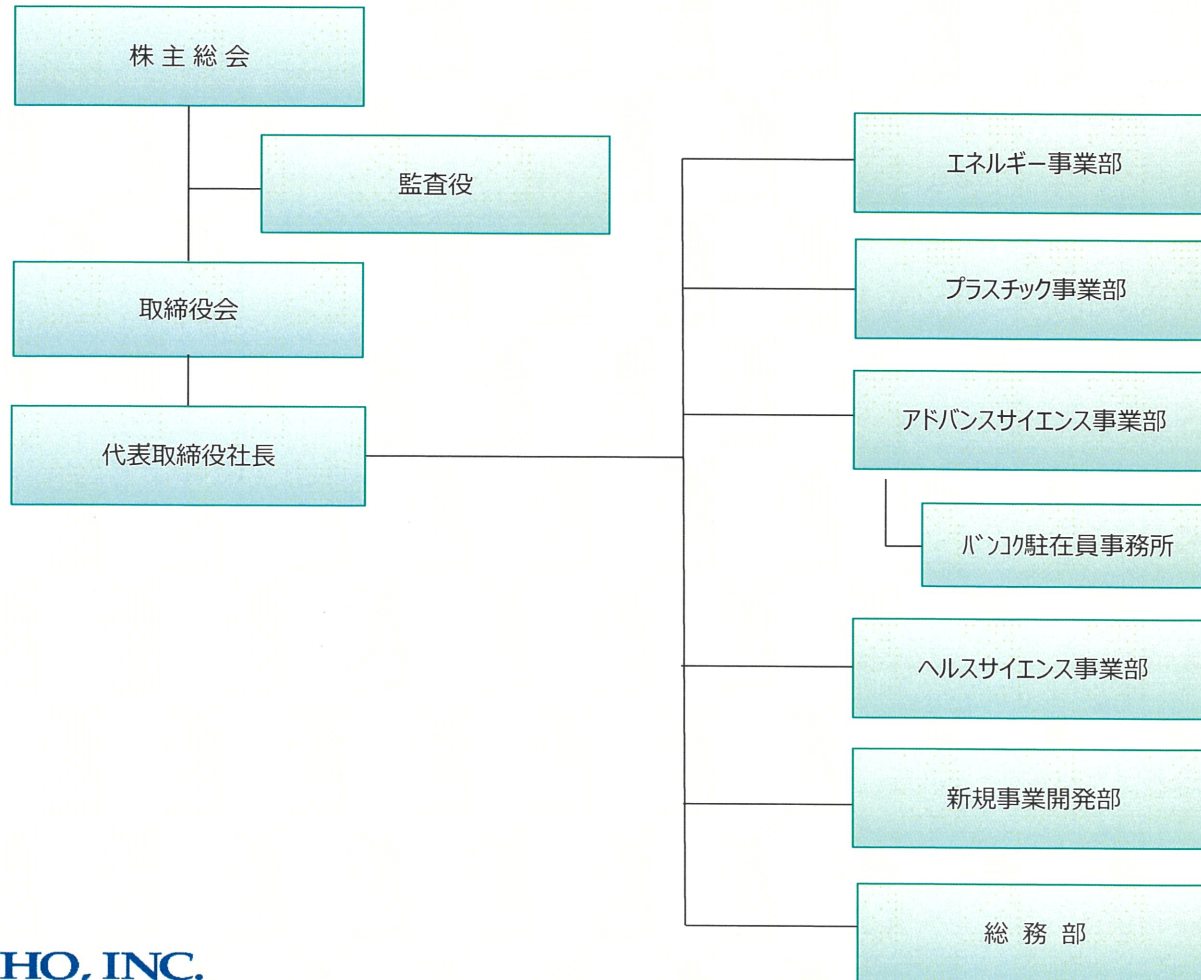 株 主 総 会
監査役
取締役会
代表取締役社長
エネルギー事業部
プラスチック事業部
アドバンスサイエンス事業部
ﾊﾞﾝｺｸ駐在員事務所
ヘルスサイエンス事業部
新規事業開発部
総 務 部
HO, INC.